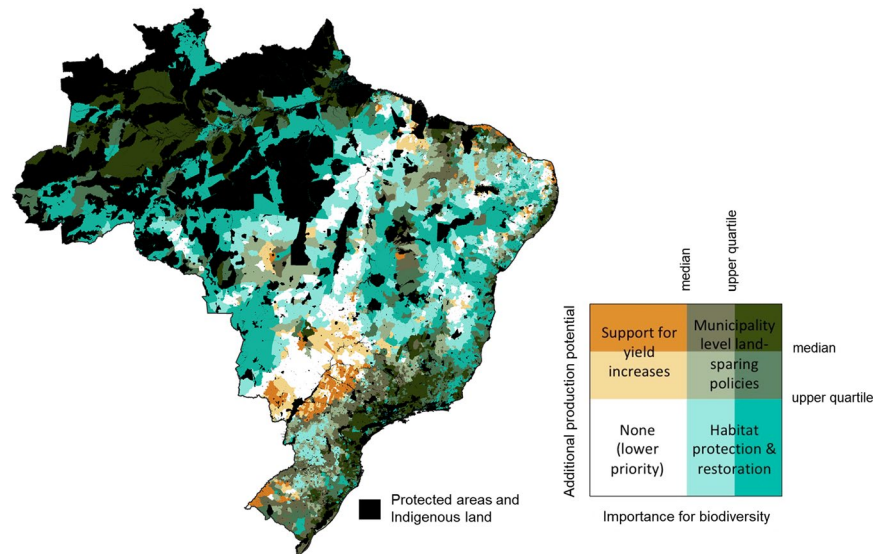 median
upper quartile
Additional production potential
Support for
yield
increases
Municipality
level land-
sparing
policies
median
upper quartile
None
(lower
priority)
Habitat
protection &
restoration
Importance for biodiversity
Protected areas and
Indigenous land